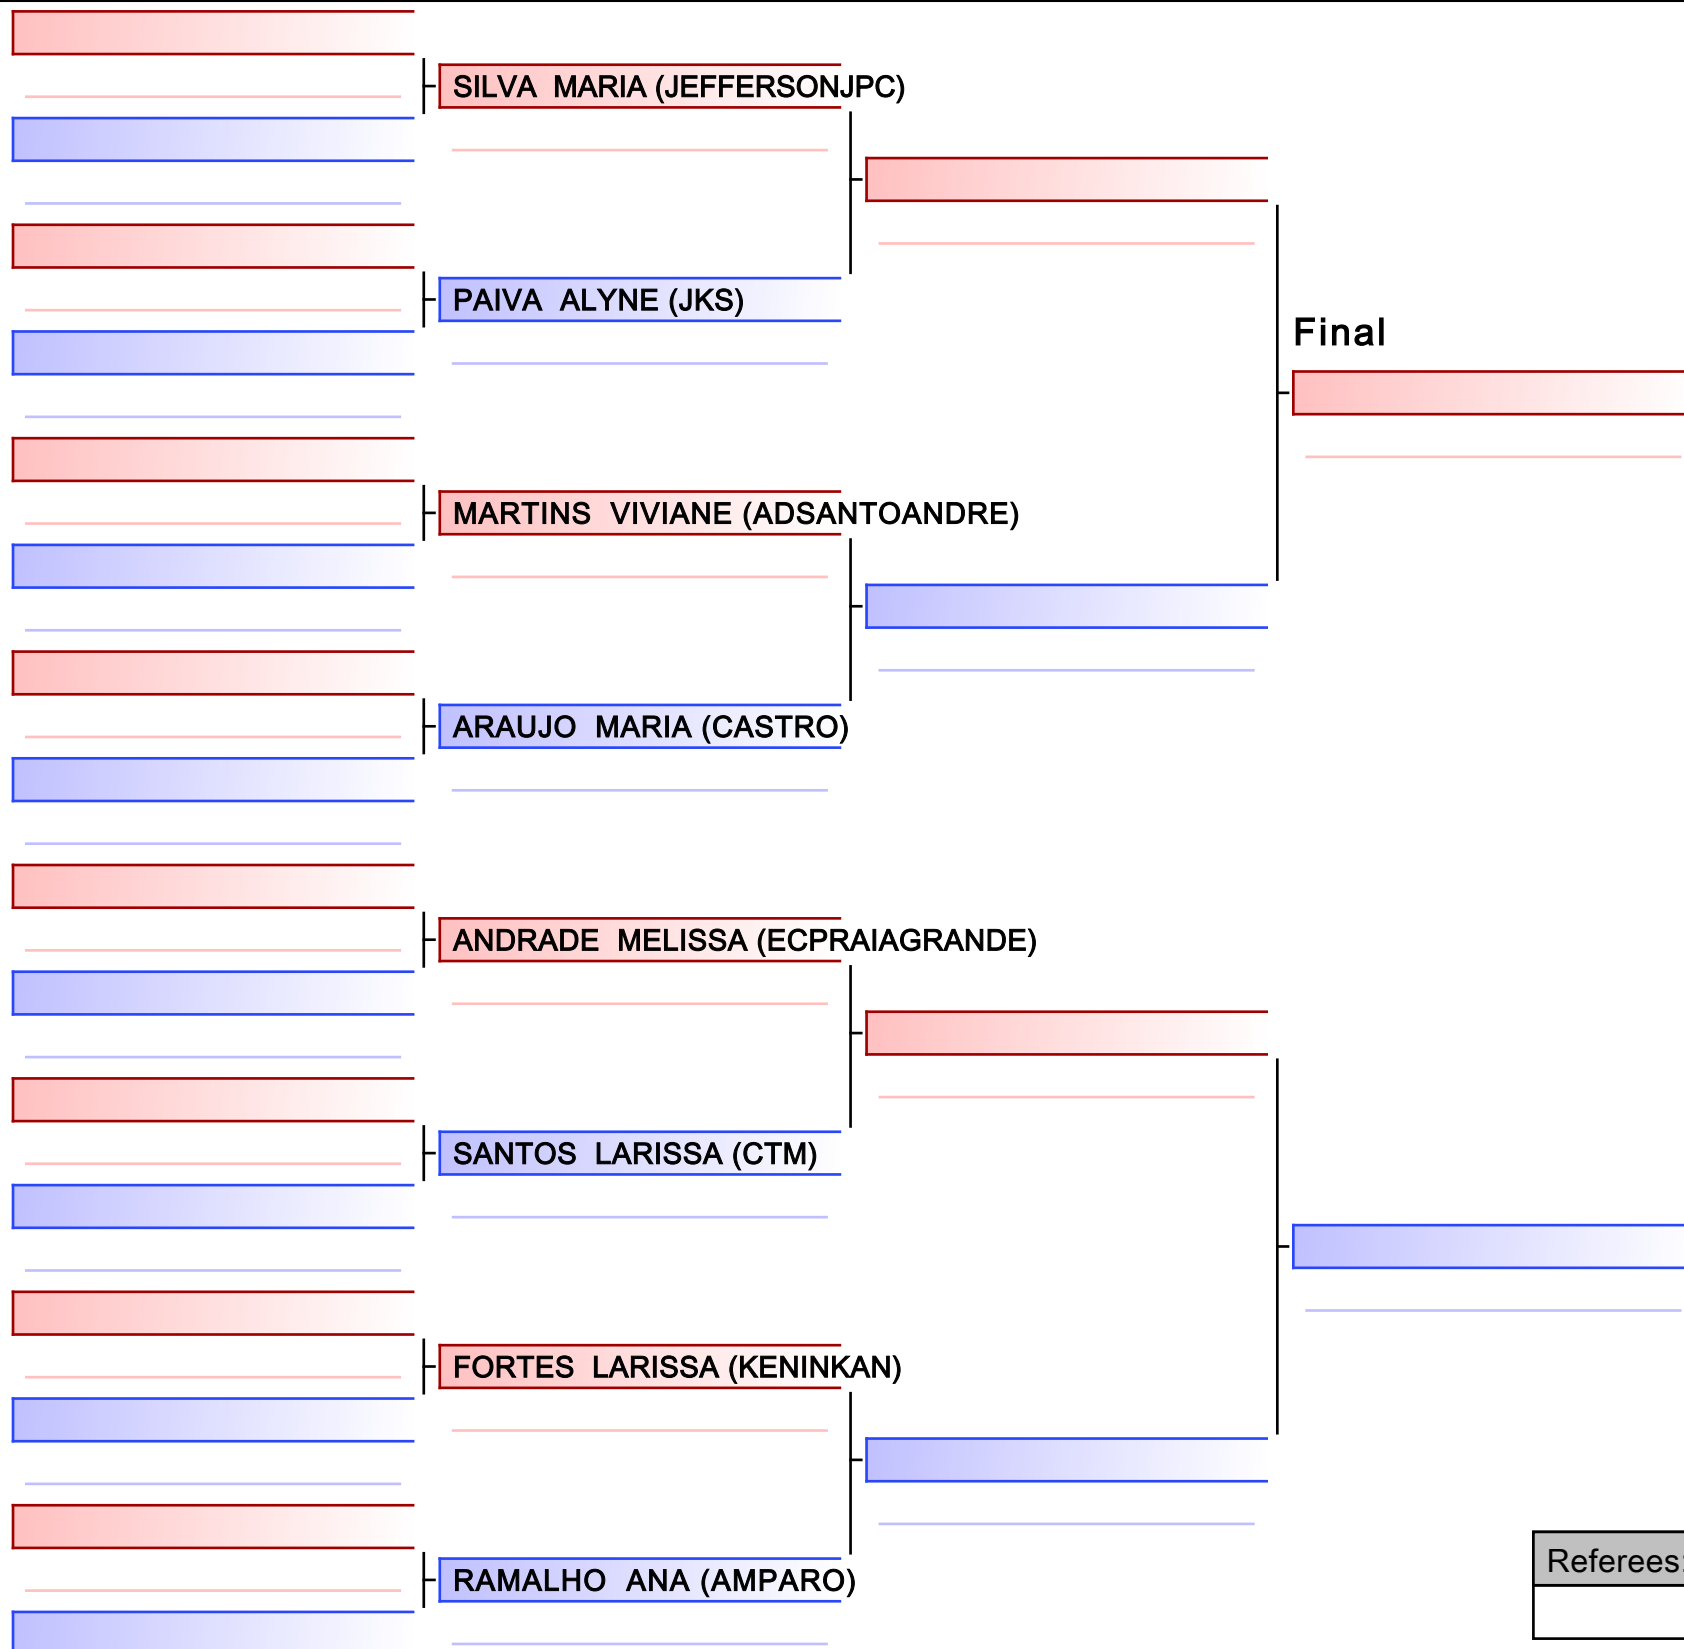 SILVA MARIA (JEFFERSONJPC)
PAIVA ALYNE (JKS)
Final
MARTINS VIVIANE (ADSANTOANDRE)
ARAUJO MARIA (CASTRO)
ANDRADE MELISSA (ECPRAIAGRANDE)
SANTOS LARISSA (CTM)
FORTES LARISSA (KENINKAN)
RAMALHO ANA (AMPARO)
Referees: